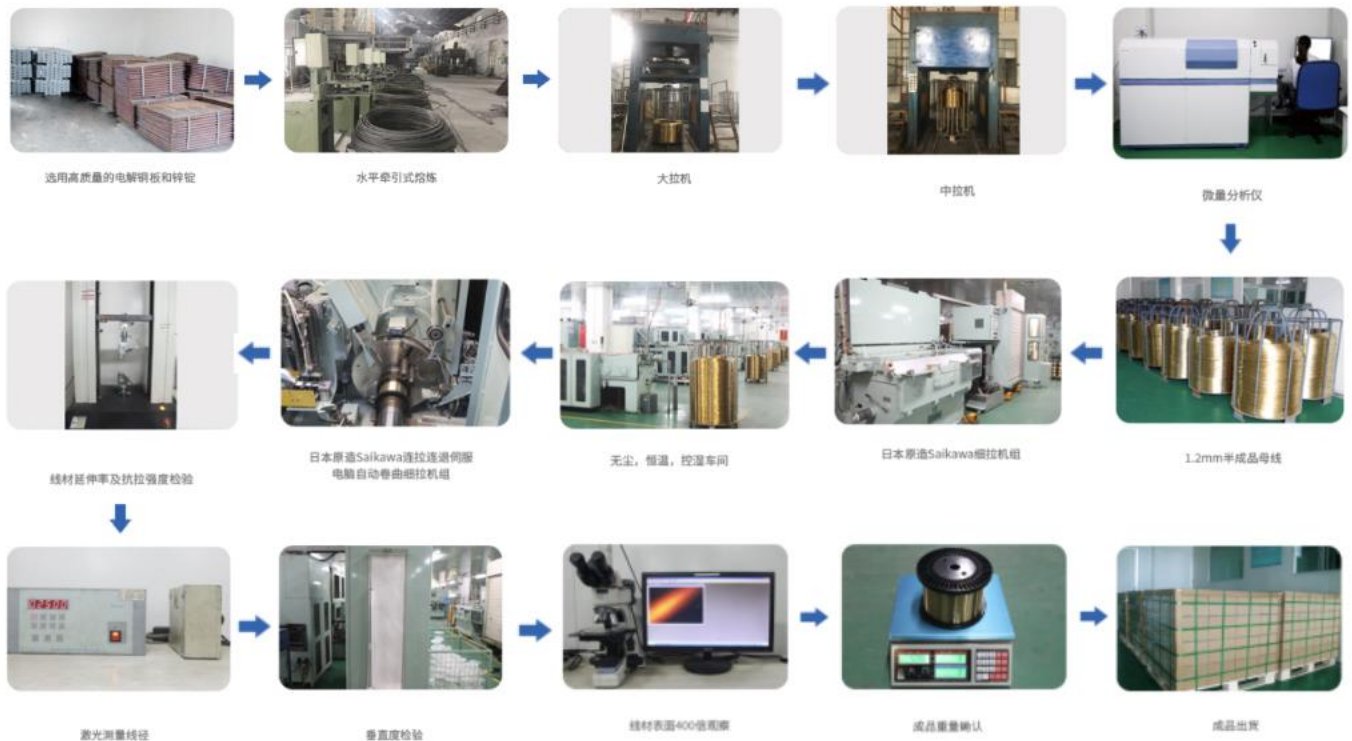 选用高质量的电解铜板和锌锭
水平牵引式熔炼
大拉机
中拉机
微量分析仪
1.2mm半成品母线
日本原造Saikawa细拉机组
无尘，恒温，控湿车间
日本原造Saikawa连拉连退伺服
电脑自动卷曲细拉机组
线材延伸率及抗拉强度检验
激光测量线径
垂直度检验
线材表面400倍观察
成品重量确认
成品出货